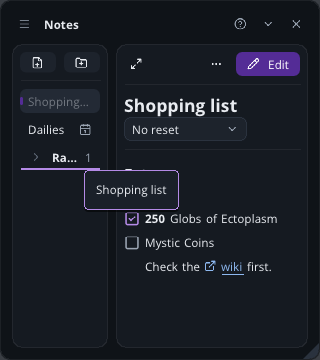 Notes
Edit
Shopping...
Dailies
Ra... 1
Shopping list
No reset
Shopping list
250 Globs of Ectoplasm
Mystic Coins
Check the wiki first.